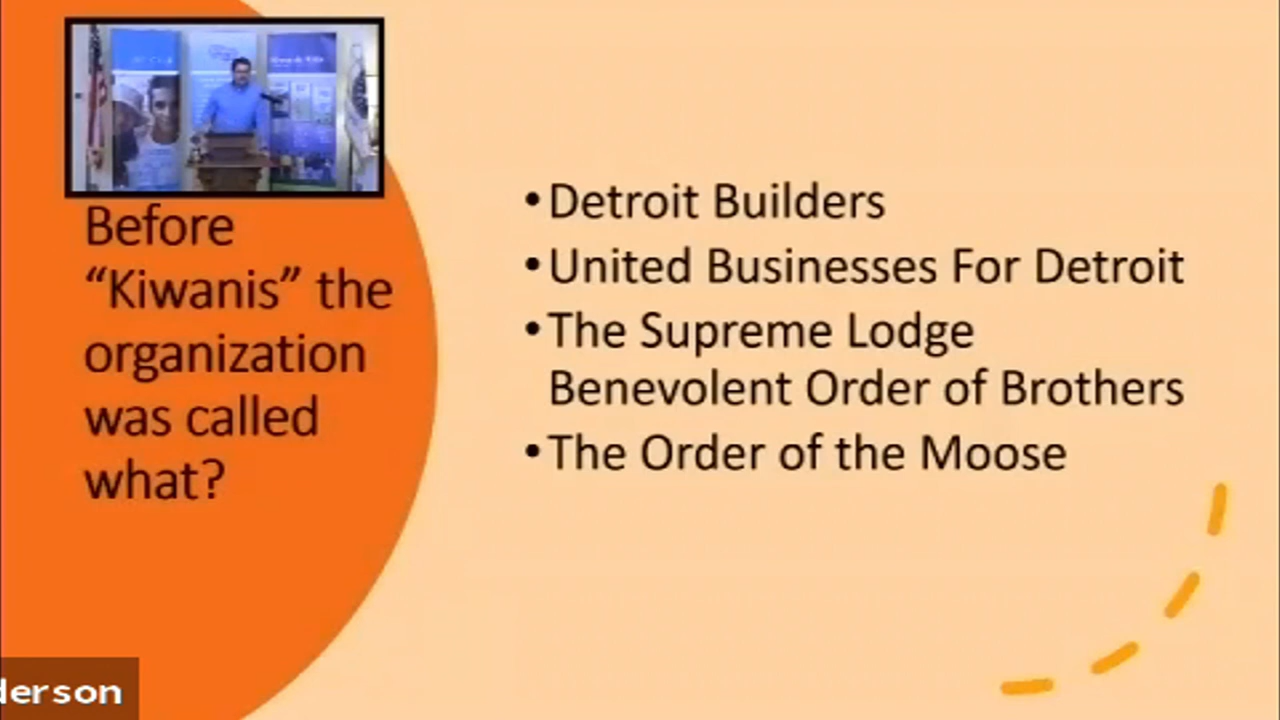 Before
“Kiwanis” the
organization
was called
what?
•Detroit Builders
•United Businesses For Detroit
•The Supreme Lodge
Benevolent Order of Brothers
•The Order of the Moose
derson